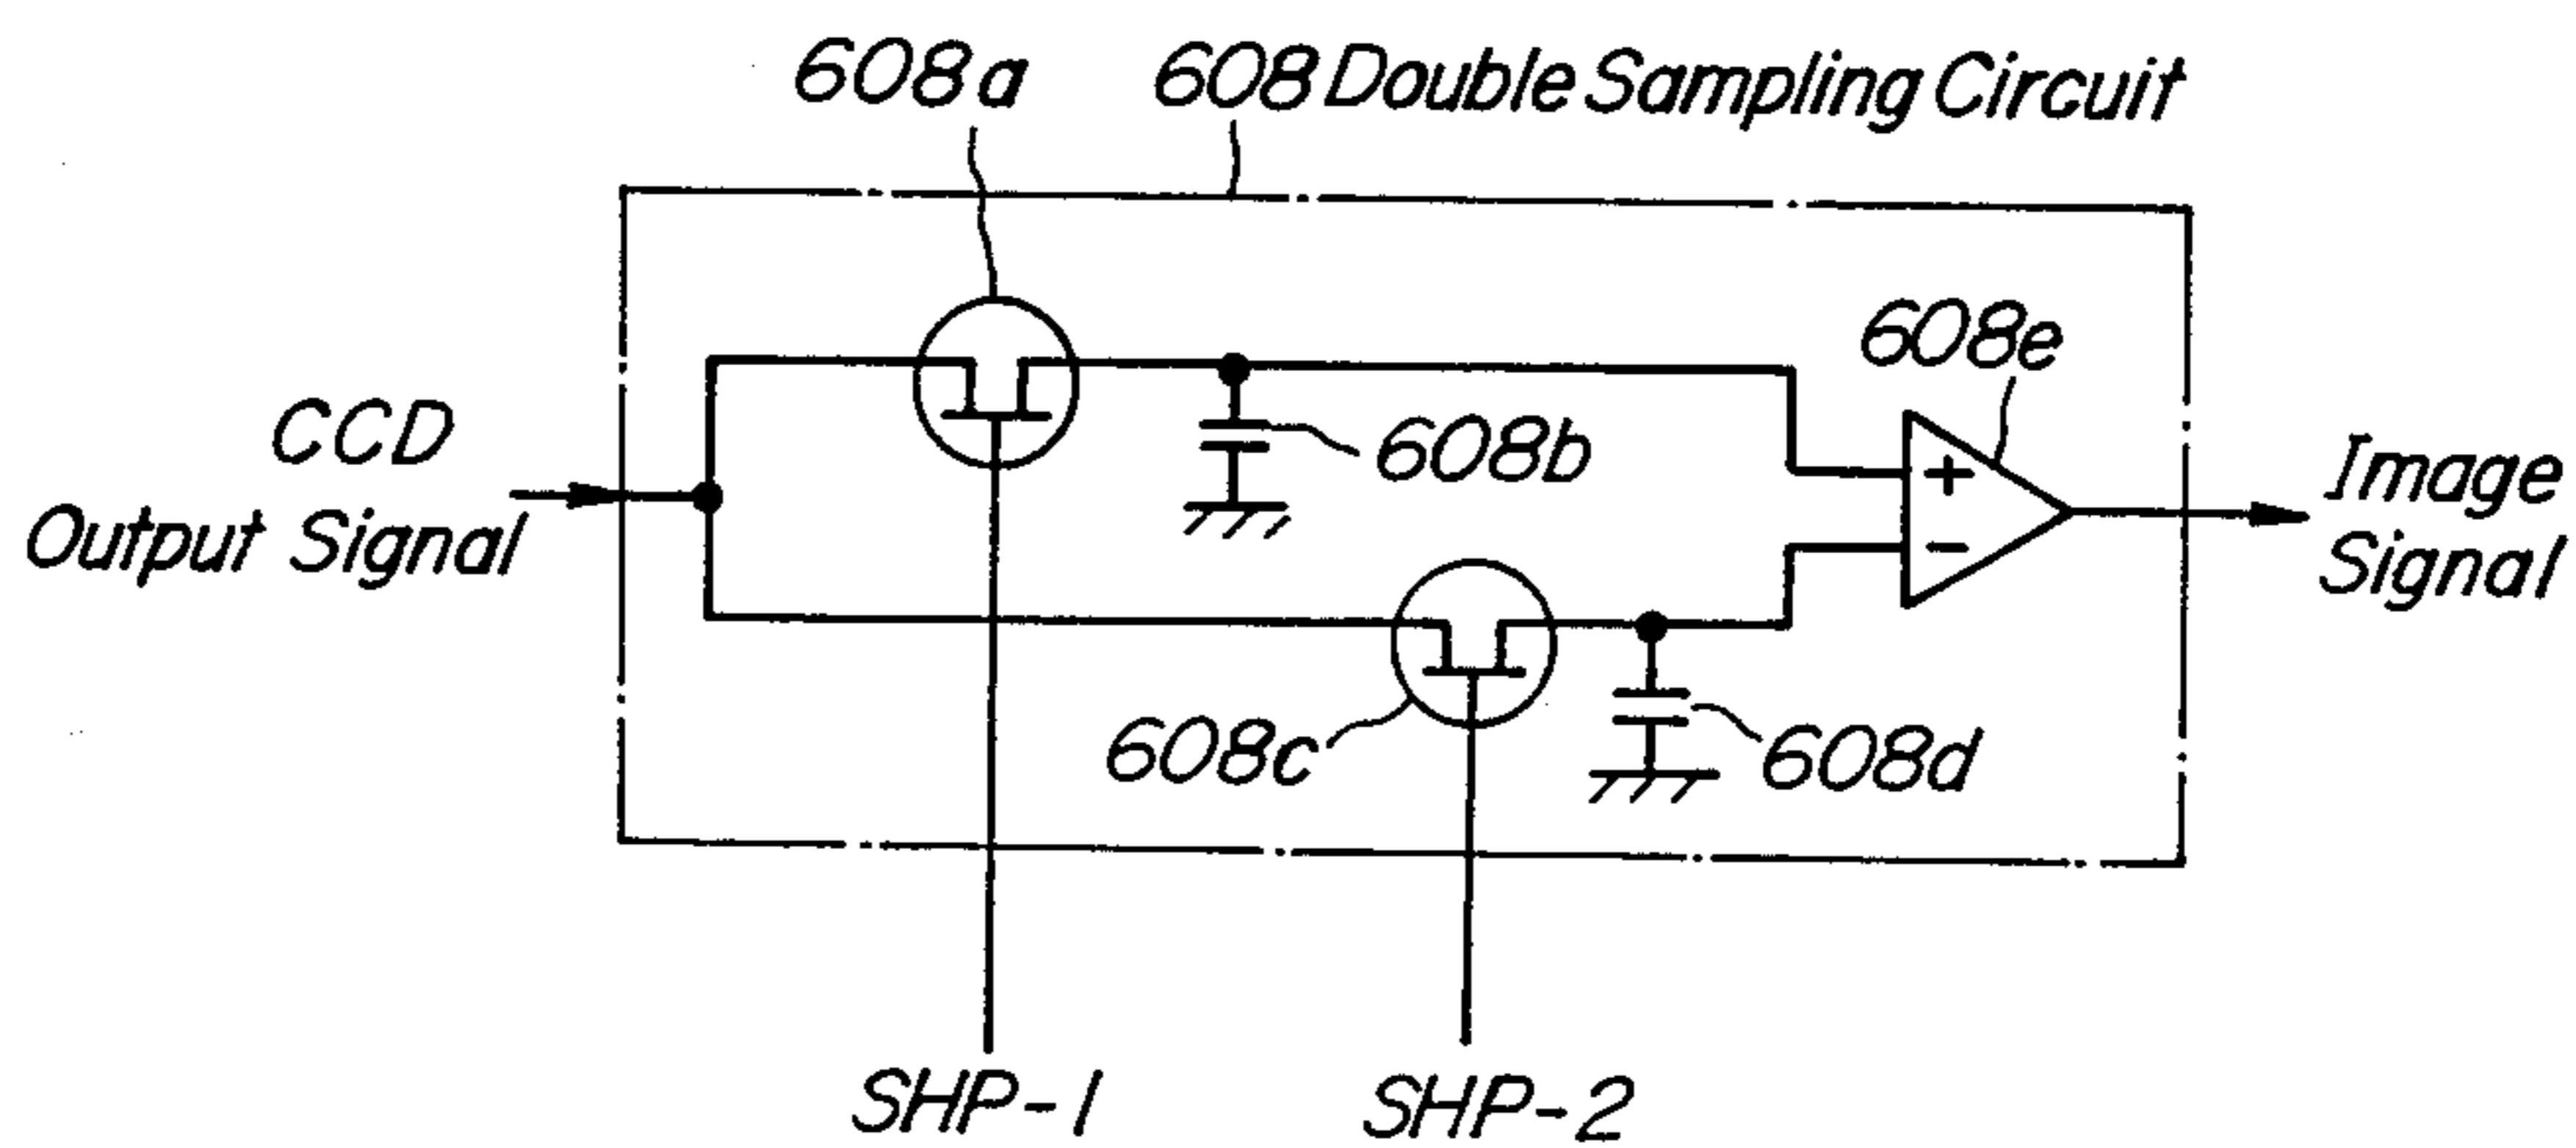 608a
608 Double Sampling Circuit
608e
CCD
Output Signal
608b
+
-
Image
Signal
608c
608d
SHP-1
SHP-2